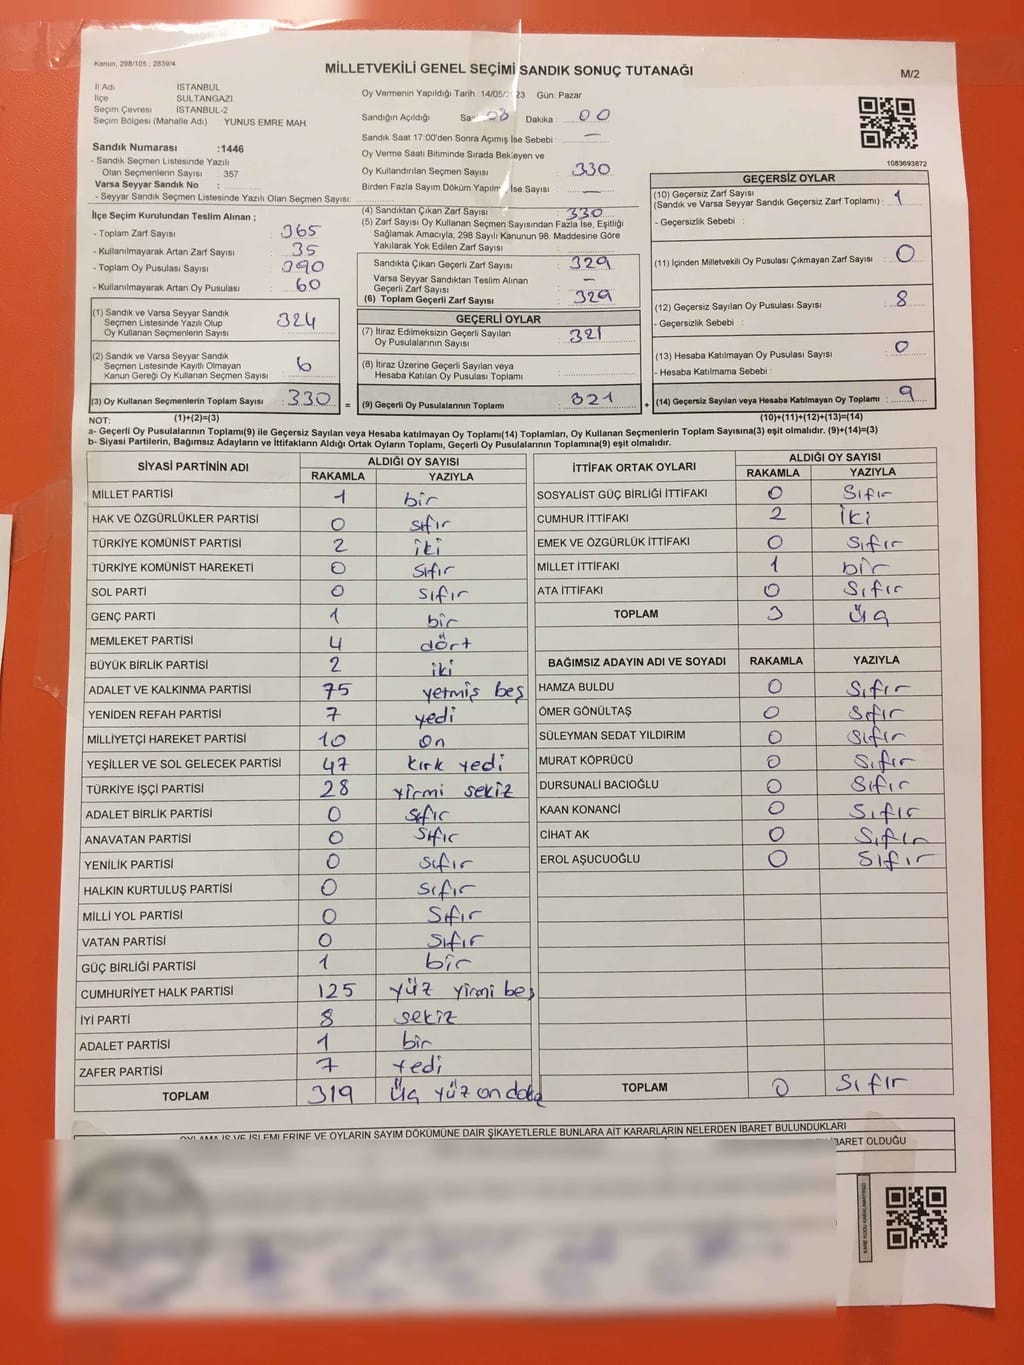 Kanun: 298/105 ; 2839/4
MİLLETVEKİLİ GENEL SEÇİMİ SANDIK SONUÇ TUTANAĞI
M/2
İl Adı İSTANBUL
İlçe SULTANGAZI
Seçim Çevresi İSTANBUL-2
Seçim Bölgesi (Mahalle Adı) YUNUS EMRE MAH.
Sandık Numarası :1446
- Sandık Seçmen Listesinde Yazılı
Olan Seçmenlerin Sayısı : 357
Varsa Seyyar Sandık No :
- Seyyar Sandık Seçmen Listesinde Yazılı Olan Seçmen Sayısı:
Oy Vermenin Yapıldığı Tarih :14/05/ 23 Gün: Pazar
Sandığın Açıldığı Saat 08 Dakika : 00
Sandık Saat 17:00'den Sonra Açımış İse Sebebi : —
Oy Verme Saati Bitiminde Sırada Bekleyen ve
Oy Kullandırılan Seçmen Sayısı : 330
Birden Fazla Sayım Döküm Yapılmış İse Sayısı : —
1083693872
İlçe Seçim Kurulundan Teslim Alınan ;
- Toplam Zarf Sayısı : 365
- Kullanılmayarak Artan Zarf Sayısı : 35
- Toplam Oy Pusulası Sayısı : 390
- Kullanılmayarak Artan Oy Pusulası : 60
(4) Sandıktan Çıkan Zarf Sayısı : 330
(5) Zarf Sayısı Oy Kullanan Seçmen Sayısından Fazla İse, Eşitliği
Sağlamak Amacıyla, 298 Sayılı Kanunun 98. Maddesine Göre
Yakılarak Yok Edilen Zarf Sayısı :
Sandıkta Çıkan Geçerli Zarf Sayısı : 329
Varsa Seyyar Sandıktan Teslim Alınan
Geçerli Zarf Sayısı : —
(6) Toplam Geçerli Zarf Sayısı : 329
GEÇERSİZ OYLAR
(10) Geçersiz Zarf Sayısı
(Sandık ve Varsa Seyyar Sandık Geçersiz Zarf Toplamı) : 1
- Geçersizlik Sebebi :
(11) İçinden Milletvekili Oy Pusulası Çıkmayan Zarf Sayısı : 0
(12) Geçersiz Sayılan Oy Pusulası Sayısı : 8
- Geçersizlik Sebebi :
(13) Hesaba Katılmayan Oy Pusulası Sayısı : 0
- Hesaba Katılmama Sebebi :
(14) Geçersiz Sayılan veya Hesaba Katılmayan Oy Toplamı : 9
(1) Sandık ve Varsa Seyyar Sandık
Seçmen Listesinde Yazılı Olup
Oy Kullanan Seçmenlerin Sayısı : 324
(2) Sandık ve Varsa Seyyar Sandık
Seçmen Listesinde Kayıtlı Olmayan
Kanun Gereği Oy Kullanan Seçmen Sayısı : 6
(3) Oy Kullanan Seçmenlerin Toplam Sayısı : 330 =
GEÇERLİ OYLAR
(7) İtiraz Edilmeksizin Geçerli Sayılan
Oy Pusulalarının Sayısı : 321
(8) İtiraz Üzerine Geçerli Sayılan veya
Hesaba Katılan Oy Pusulası Toplamı :
(9) Geçerli Oy Pusulalarının Toplamı : 321 +
NOT: (1)+(2)=(3) (10)+(11)+(12)+(13)=(14)
a- Geçerli Oy Pusulalarının Toplamı(9) ile Geçersiz Sayılan veya Hesaba katılmayan Oy Toplamı(14) Toplamları, Oy Kullanan Seçmenlerin Toplam Sayısına(3) eşit olmalıdır. (9)+(14)=(3)
b- Siyasi Partilerin, Bağımsız Adayların ve İttifakların Aldığı Ortak Oyların Toplamı, Geçerli Oy Pusulalarının Toplamına(9) eşit olmalıdır.
SİYASİ PARTİNİN ADI ALDIĞI OY SAYISI
RAKAMLA YAZIYLA
MİLLET PARTİSİ 1 bir
HAK VE ÖZGÜRLÜKLER PARTİSİ 0 sıfır
TÜRKİYE KOMÜNİST PARTİSİ 2 iki
TÜRKİYE KOMÜNİST HAREKETİ 0 sıfır
SOL PARTİ 0 sıfır
GENÇ PARTİ 1 bir
MEMLEKET PARTİSİ 4 dört
BÜYÜK BİRLİK PARTİSİ 2 iki
ADALET VE KALKINMA PARTİSİ 75 yetmiş beş
YENİDEN REFAH PARTİSİ 7 yedi
MİLLİYETÇİ HAREKET PARTİSİ 10 on
YEŞİLLER VE SOL GELECEK PARTİSİ 47 kırk yedi
TÜRKİYE İŞÇİ PARTİSİ 28 yirmi sekiz
ADALET BİRLİK PARTİSİ 0 sıfır
ANAVATAN PARTİSİ 0 sıfır
YENİLİK PARTİSİ 0 sıfır
HALKIN KURTULUŞ PARTİSİ 0 sıfır
MİLLİ YOL PARTİSİ 0 sıfır
VATAN PARTİSİ 0 sıfır
GÜÇ BİRLİĞİ PARTİSİ 1 bir
CUMHURİYET HALK PARTİSİ 125 yüz yirmi beş
İYİ PARTİ 8 sekiz
ADALET PARTİSİ 1 bir
ZAFER PARTİSİ 7 yedi
TOPLAM 319 Üç yüz on
İTTİFAK ORTAK OYLARI ALDIĞI OY SAYISI
RAKAMLA YAZIYLA
SOSYALİST GÜÇ BİRLİĞİ İTTİFAKI 0 Sıfır
CUMHUR İTTİFAKI 2 İki
EMEK VE ÖZGÜRLÜK İTTİFAKI 0 Sıfır
MİLLET İTTİFAKI 1 bir
ATA İTTİFAKI 0 Sıfır
TOPLAM 3 Üç
BAĞIMSIZ ADAYIN ADI VE SOYADI RAKAMLA YAZIYLA
HAMZA BULDU 0 Sıfır
ÖMER GÖNÜLTAŞ 0 Sıfır
SÜLEYMAN SEDAT YILDIRIM 0 Sıfır
MURAT KÖPRÜCÜ 0 Sıfır
DURSUNALİ BACIOĞLU 0 Sıfır
KAAN KONANCİ 0 Sıfır
CİHAT AK 0 Sıfır
EROL AŞUCUOĞLU 0 Sıfır
TOPLAM 0 Sıfır
OYLAMA İŞ VE İŞLEMLERİNE VE OYLARIN SAYIM DÖKÜMÜNE DAİR ŞİKAYETLERLE BUNLARA AİT KARARLARIN NELERDEN İBARET BULUNDUKLARI
İBARET OLDUĞU